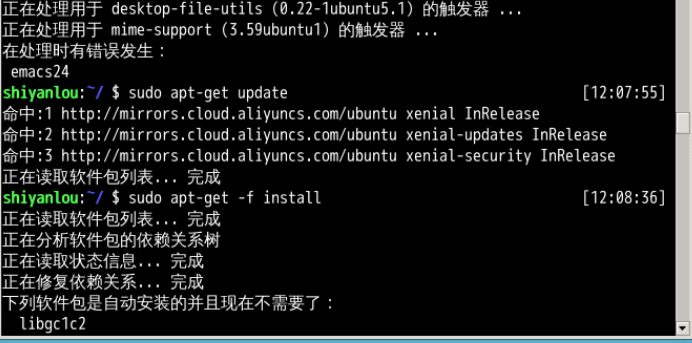 正在处理用于 desktop-file-utils (0.22-1ubuntu5.1) 的触发器 ...
正在处理用于 mime-support (3.59ubuntu1) 的触发器 ...
在处理时有错误发生：
 emacs24
shiyanlou:~/ $ sudo apt-get update [12:07:55]
命中:1 http://mirrors.cloud.aliyuncs.com/ubuntu xenial InRelease
命中:2 http://mirrors.cloud.aliyuncs.com/ubuntu xenial-updates InRelease
命中:3 http://mirrors.cloud.aliyuncs.com/ubuntu xenial-security InRelease
正在读取软件包列表... 完成
shiyanlou:~/ $ sudo apt-get -f install [12:08:36]
正在读取软件包列表... 完成
正在分析软件包的依赖关系树
正在读取状态信息... 完成
正在修复依赖关系... 完成
下列软件包是自动安装的并且现在不需要了：
  libgc1c2